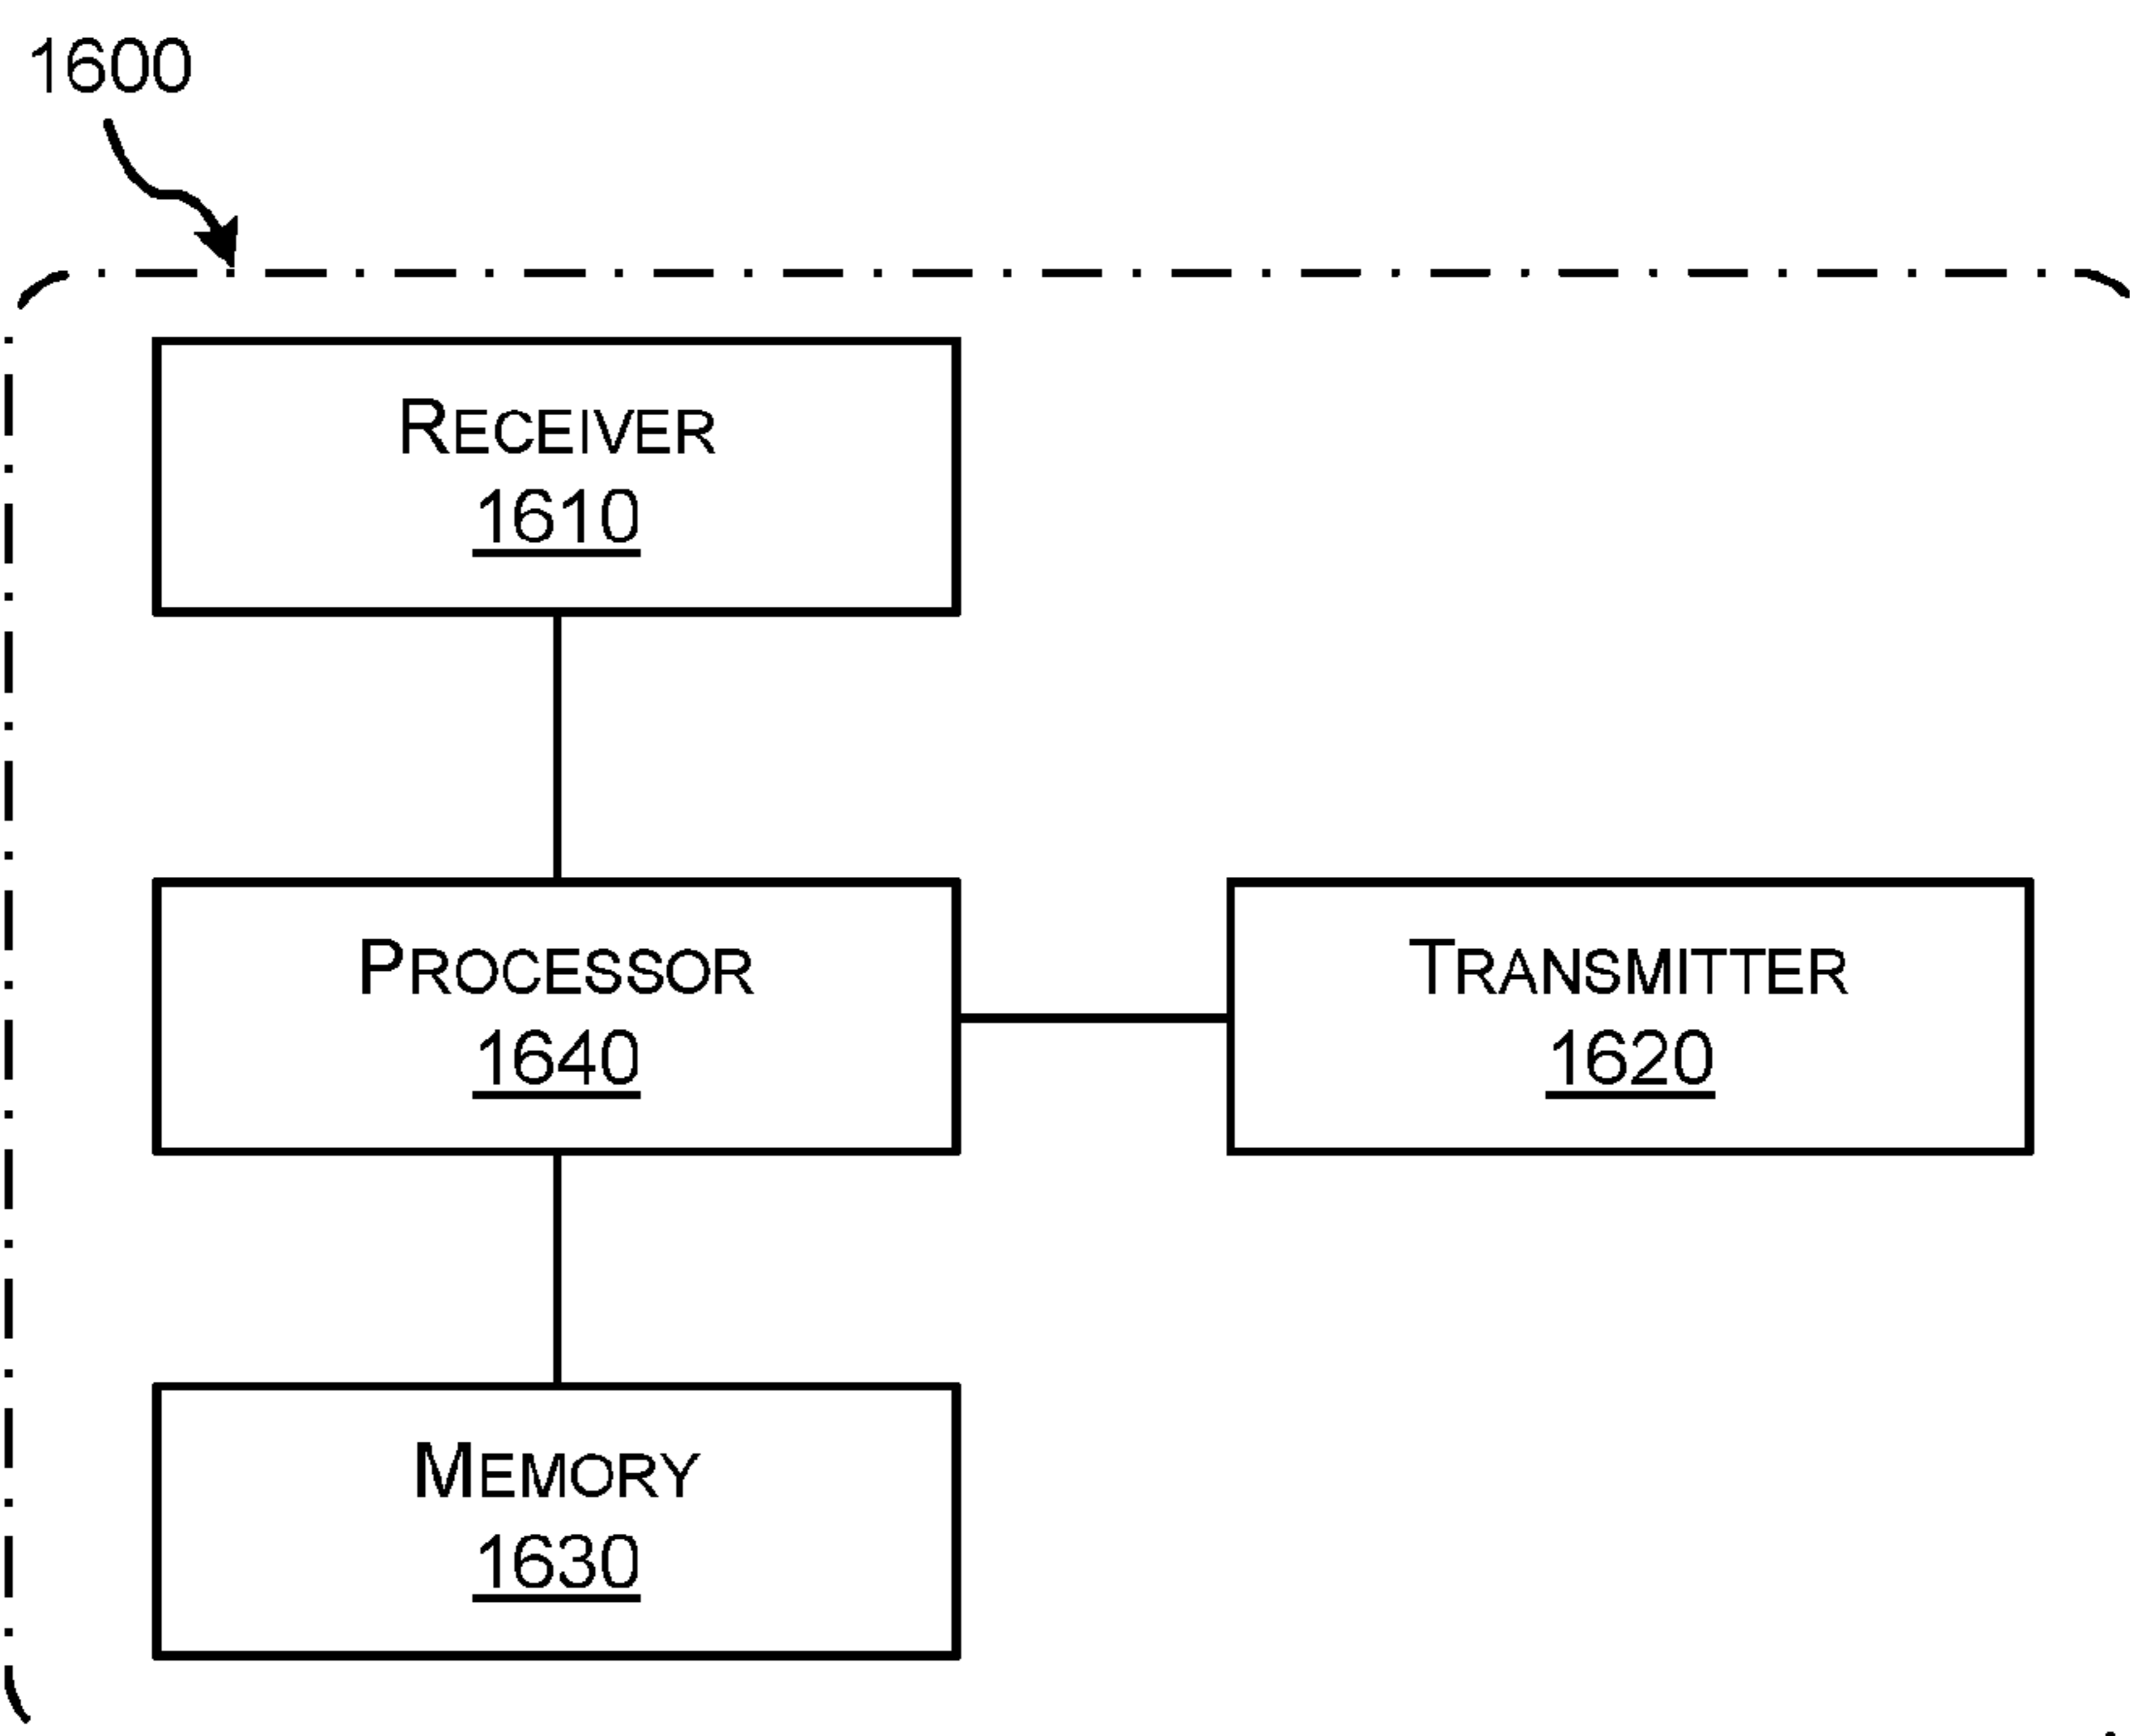 1600
RECEIVER
1610
PROCESSOR
1640
TRANSMITTER
1620
MEMORY
1630